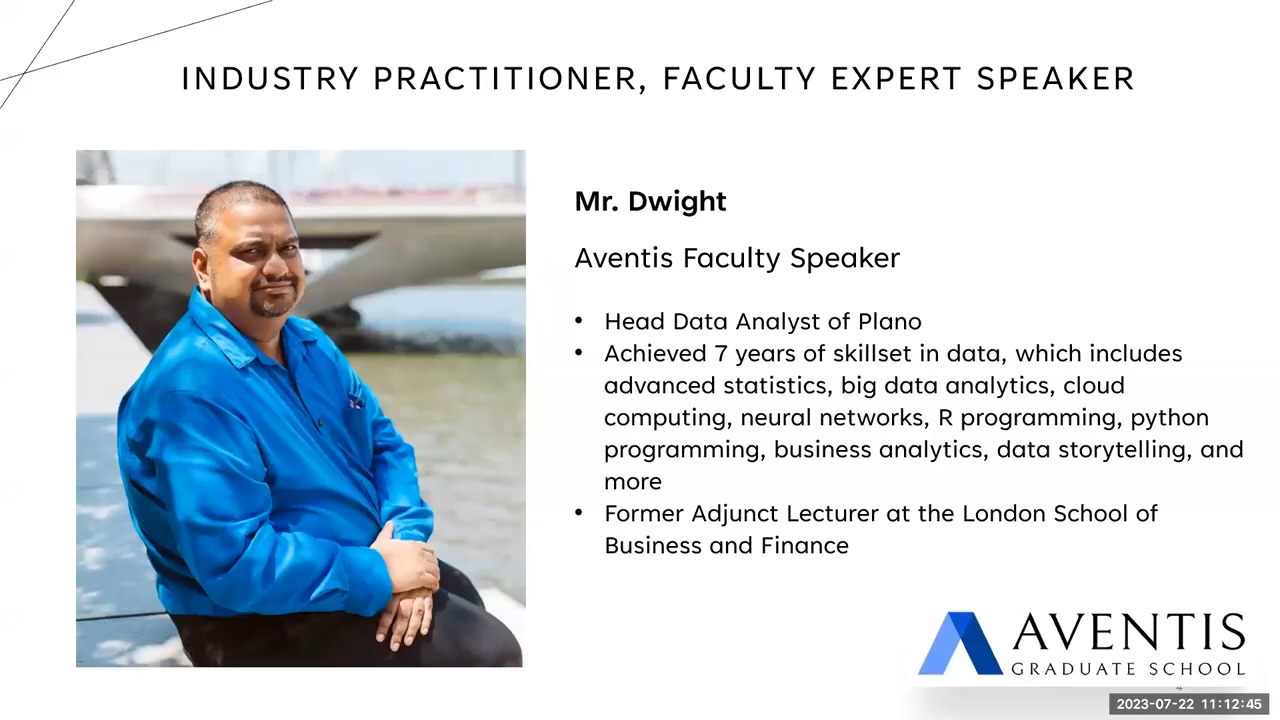 INDUSTRY PRACTITIONER, FACULTY EXPERT SPEAKER
Mr. Dwight
Aventis Faculty Speaker
• Head Data Analyst of Plano
• Achieved 7 years of skillset in data, which includes
advanced statistics, big data analytics, cloud
computing, neural networks, R programming, python
programming, business analytics, data storytelling, and
more
• Former Adjunct Lecturer at the London School of
Business and Finance
AVENTIS
GRADUATE SCHOOL
4
2023-07-22 11:12:45